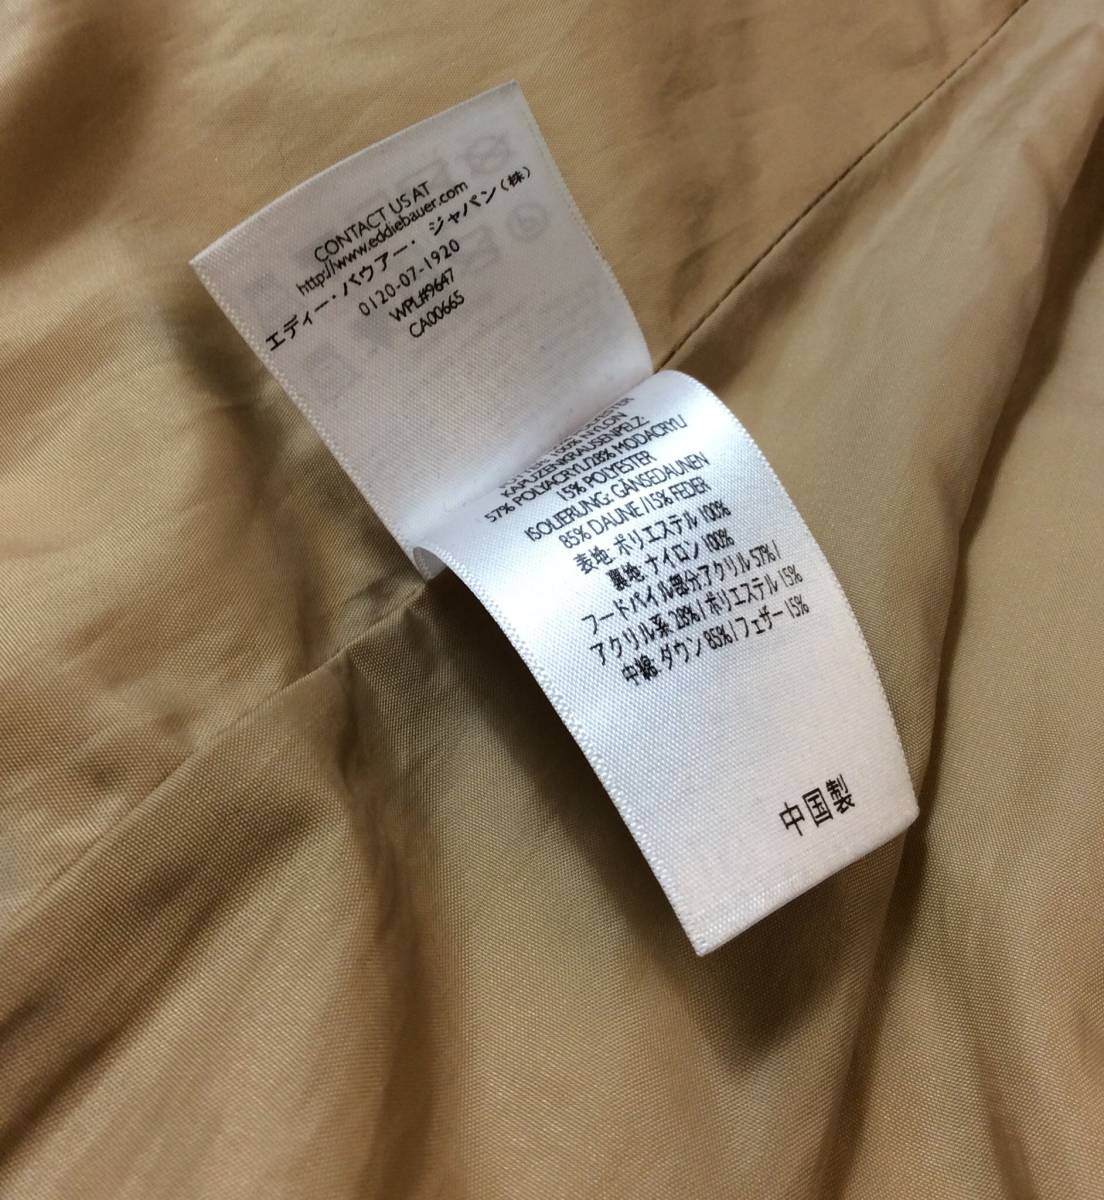 CONTACT US AT
http://www.eddiebauer.com
エディー・バウアー・ジャパン(株)
0120-07-1920
WPL#9647
CA00665
100% NYLON
KAPUZENKRAUSENPELZ:
57% POLYACRYL/28% MODACRYL/
15% POLYESTER
ISOLIERUNG: GÄNSEDAUNEN
85% DAUNE/15% FEDER
表地: ポリエステル 100%
裏地: ナイロン 100%
フードパイル部分アクリル 57%/
アクリル系 28%/ポリエステル 15%
中綿: ダウン 85%/フェザー 15%
中国製